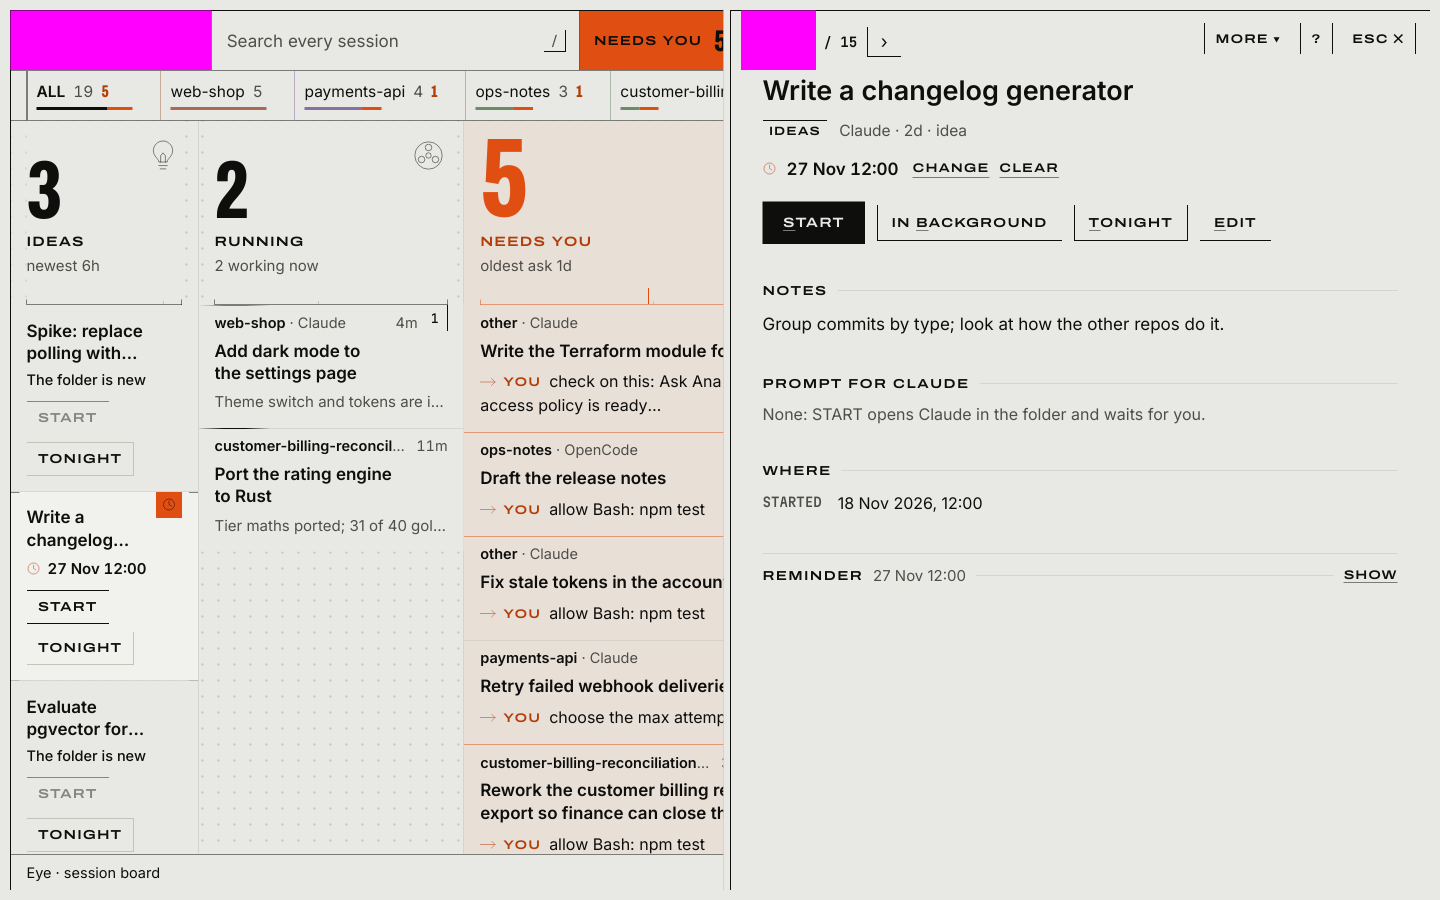 Search every session /
NEEDS YOU 5
ALL 19 5
web-shop 5
payments-api 4 1
ops-notes 3 1
customer-billin
3
IDEAS
newest 6h
Spike: replace
polling with...
The folder is new
START
TONIGHT
Write a
changelog...
27 Nov 12:00
START
TONIGHT
Evaluate
pgvector for...
The folder is new
START
TONIGHT
2
RUNNING
2 working now
web-shop · Claude 4m 1
Add dark mode to
the settings page
Theme switch and tokens are i...
customer-billing-reconcil... 11m
Port the rating engine
to Rust
Tier maths ported; 31 of 40 gol...
5
NEEDS YOU
oldest ask 1d
other · Claude
Write the Terraform module fo
→ YOU check on this: Ask Ana
access policy is ready...
ops-notes · OpenCode
Draft the release notes
→ YOU allow Bash: npm test
other · Claude
Fix stale tokens in the accoun
→ YOU allow Bash: npm test
payments-api · Claude
Retry failed webhook deliverie
→ YOU choose the max attemp
customer-billing-reconciliation...
Rework the customer billing re
export so finance can close th
→ YOU allow Bash: npm test
Eye · session board
/ 15 ›
MORE ▾
?
ESC ✕
Write a changelog generator
IDEAS Claude · 2d · idea
27 Nov 12:00 CHANGE CLEAR
START
IN BACKGROUND
TONIGHT
EDIT
NOTES
Group commits by type; look at how the other repos do it.
PROMPT FOR CLAUDE
None: START opens Claude in the folder and waits for you.
WHERE
STARTED 18 Nov 2026, 12:00
REMINDER 27 Nov 12:00 SHOW